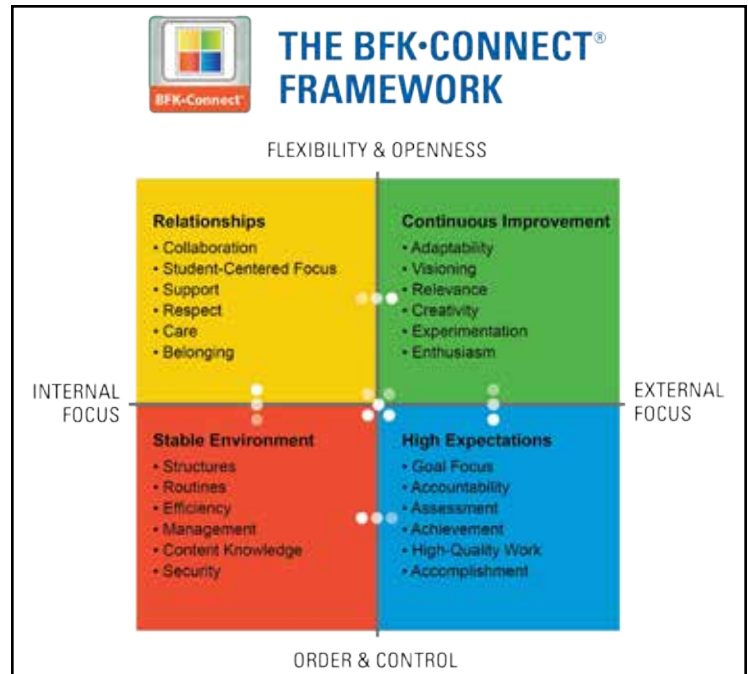 BFK•Connect®
THE BFK•CONNECT®
FRAMEWORK
FLEXIBILITY & OPENNESS
Relationships
• Collaboration
• Student-Centered Focus
• Support
• Respect
• Care
• Belonging
Continuous Improvement
• Adaptability
• Visioning
• Relevance
• Creativity
• Experimentation
• Enthusiasm
INTERNAL
FOCUS
EXTERNAL
FOCUS
Stable Environment
• Structures
• Routines
• Efficiency
• Management
• Content Knowledge
• Security
High Expectations
• Goal Focus
• Accountability
• Assessment
• Achievement
• High-Quality Work
• Accomplishment
ORDER & CONTROL